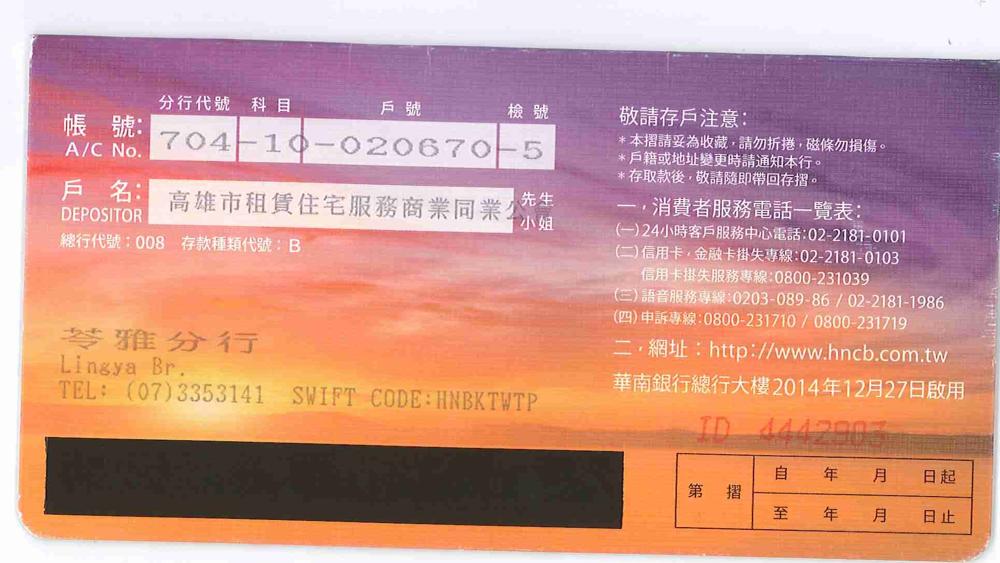 分行代號 科目 戶號 檢號
帳 號: 704-10-020670-5
A/C No.
戶 名: 高雄市租賃住宅服務商業同業公會 先生
DEPOSITOR 小姐
總行代號：008 存款種類代號：B
苓雅分行
Lingya Br.
TEL: (07)3353141 SWIFT CODE:HNBKTWTP
敬請存戶注意：
＊本摺請妥為收藏，請勿折捲，磁條勿損傷。
＊戶籍或地址變更時請通知本行。
＊存取款後，敬請隨即帶回存摺。
一，消費者服務電話一覽表：
(一)24小時客戶服務中心電話:02-2181-0101
(二)信用卡，金融卡掛失專線:02-2181-0103
信用卡掛失服務專線:0800-231039
(三)語音服務專線:0203-089-86 / 02-2181-1986
(四)申訴專線:0800-231710 / 0800-231719
二，網址：http://www.hncb.com.tw
華南銀行總行大樓2014年12月27日啟用
ID 4442903
第 摺
自 年 月 日起
至 年 月 日止